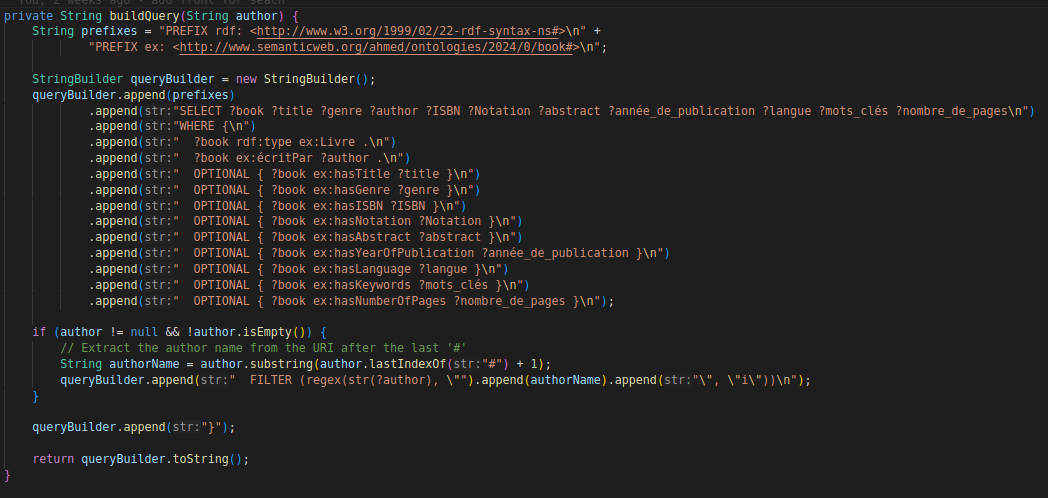 You, 2 weeks ago • add front for seach
private String buildQuery(String author) {
    String prefixes = "PREFIX rdf: <http://www.w3.org/1999/02/22-rdf-syntax-ns#>\n" +
            "PREFIX ex: <http://www.semanticweb.org/ahmed/ontologies/2024/0/book#>\n";
    StringBuilder queryBuilder = new StringBuilder();
    queryBuilder.append(prefixes)
            .append(str:"SELECT ?book ?title ?genre ?author ?ISBN ?Notation ?abstract ?année_de_publication ?langue ?mots_clés ?nombre_de_pages\n")
            .append(str:"WHERE {\n")
            .append(str:"  ?book rdf:type ex:Livre .\n")
            .append(str:"  ?book ex:écritPar ?author .\n")
            .append(str:"  OPTIONAL { ?book ex:hasTitle ?title }\n")
            .append(str:"  OPTIONAL { ?book ex:hasGenre ?genre }\n")
            .append(str:"  OPTIONAL { ?book ex:hasISBN ?ISBN }\n")
            .append(str:"  OPTIONAL { ?book ex:hasNotation ?Notation }\n")
            .append(str:"  OPTIONAL { ?book ex:hasAbstract ?abstract }\n")
            .append(str:"  OPTIONAL { ?book ex:hasYearOfPublication ?année_de_publication }\n")
            .append(str:"  OPTIONAL { ?book ex:hasLanguage ?langue }\n")
            .append(str:"  OPTIONAL { ?book ex:hasKeywords ?mots_clés }\n")
            .append(str:"  OPTIONAL { ?book ex:hasNumberOfPages ?nombre_de_pages }\n");
    if (author != null && !author.isEmpty()) {
        // Extract the author name from the URI after the last '#'
        String authorName = author.substring(author.lastIndexOf(str:"#") + 1);
        queryBuilder.append(str:"  FILTER (regex(str(?author), \"").append(authorName).append(str:"\", \"i\"))\n");
    }
    queryBuilder.append(str:"}");
    return queryBuilder.toString();
}